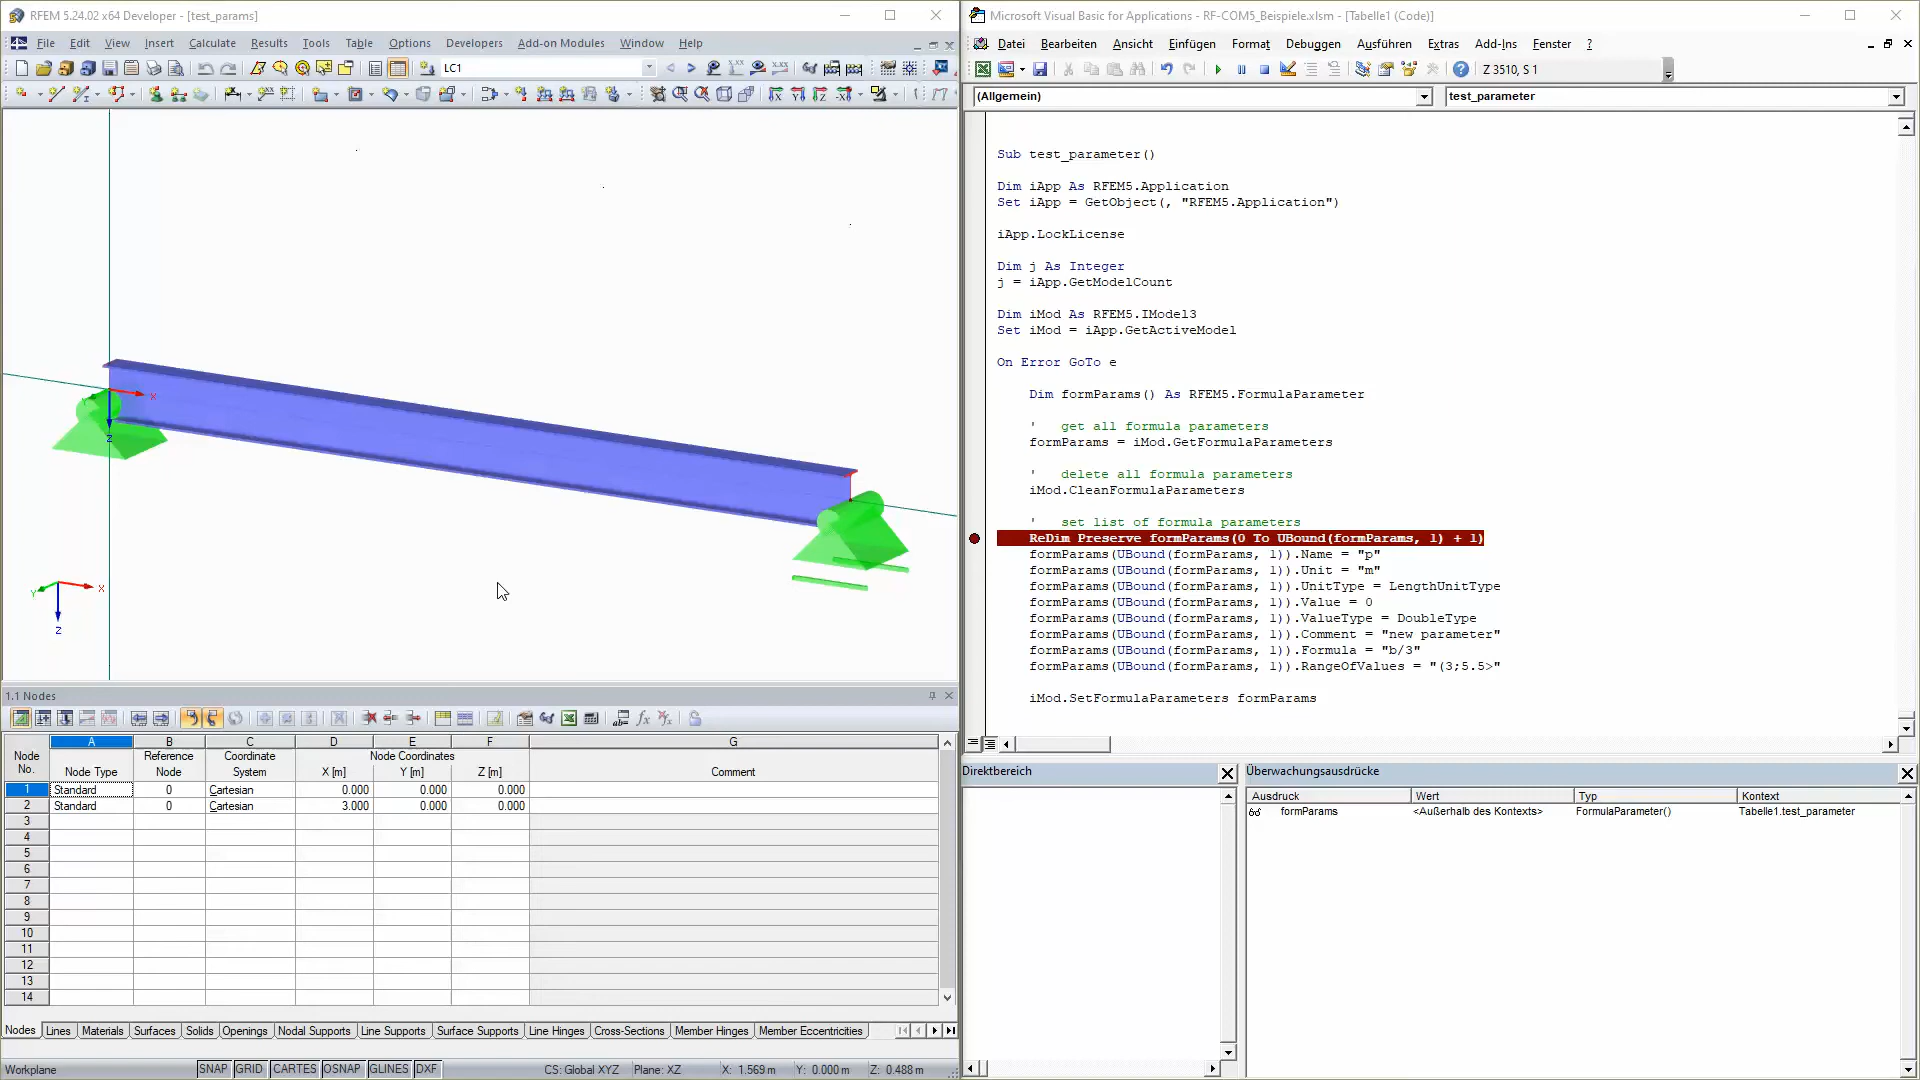 RFEM 5.24.02 x64 Developer - [test_params]
File Edit View Insert Calculate Results Tools Table Options Developers Add-on Modules Window Help
LC1
X
Y
Z
X
Y
Z
1.1 Nodes
A B C D E F G
Node No.
Node Type
Reference Node
Coordinate System
Node Coordinates
X [m] Y [m] Z [m]
Comment
1 Standard 0 Cartesian 0.000 0.000 0.000
2 Standard 0 Cartesian 3.000 0.000 0.000
3
4
5
6
7
8
9
10
11
12
13
14
Nodes Lines Materials Surfaces Solids Openings Nodal Supports Line Supports Surface Supports Line Hinges Cross-Sections Member Hinges Member Eccentricities
Workplane SNAP GRID CARTES OSNAP GLINES DXF CS: Global XYZ Plane: XZ X: 1.569 m Y: 0.000 m Z: 0.488 m
Microsoft Visual Basic for Applications - RF-COM5_Beispiele.xlsm - [Tabelle1 (Code)]
Datei Bearbeiten Ansicht Einfügen Format Debuggen Ausführen Extras Add-Ins Fenster ?
Z 3510, S 1
(Allgemein) test_parameter
Sub test_parameter()
Dim iApp As RFEM5.Application
Set iApp = GetObject(, "RFEM5.Application")
iApp.LockLicense
Dim j As Integer
j = iApp.GetModelCount
Dim iMod As RFEM5.IModel3
Set iMod = iApp.GetActiveModel
On Error GoTo e
Dim formParams() As RFEM5.FormulaParameter
' get all formula parameters
formParams = iMod.GetFormulaParameters
' delete all formula parameters
iMod.CleanFormulaParameters
' set list of formula parameters
ReDim Preserve formParams(0 To UBound(formParams, 1) + 1)
formParams(UBound(formParams, 1)).Name = "p"
formParams(UBound(formParams, 1)).Unit = "m"
formParams(UBound(formParams, 1)).UnitType = LengthUnitType
formParams(UBound(formParams, 1)).Value = 0
formParams(UBound(formParams, 1)).ValueType = DoubleType
formParams(UBound(formParams, 1)).Comment = "new parameter"
formParams(UBound(formParams, 1)).Formula = "b/3"
formParams(UBound(formParams, 1)).RangeOfValues = "(3;5.5>"
iMod.SetFormulaParameters formParams
Direktbereich
Überwachungsausdrücke
Ausdruck Wert Typ Kontext
formParams <Außerhalb des Kontexts> FormulaParameter() Tabelle1.test_parameter